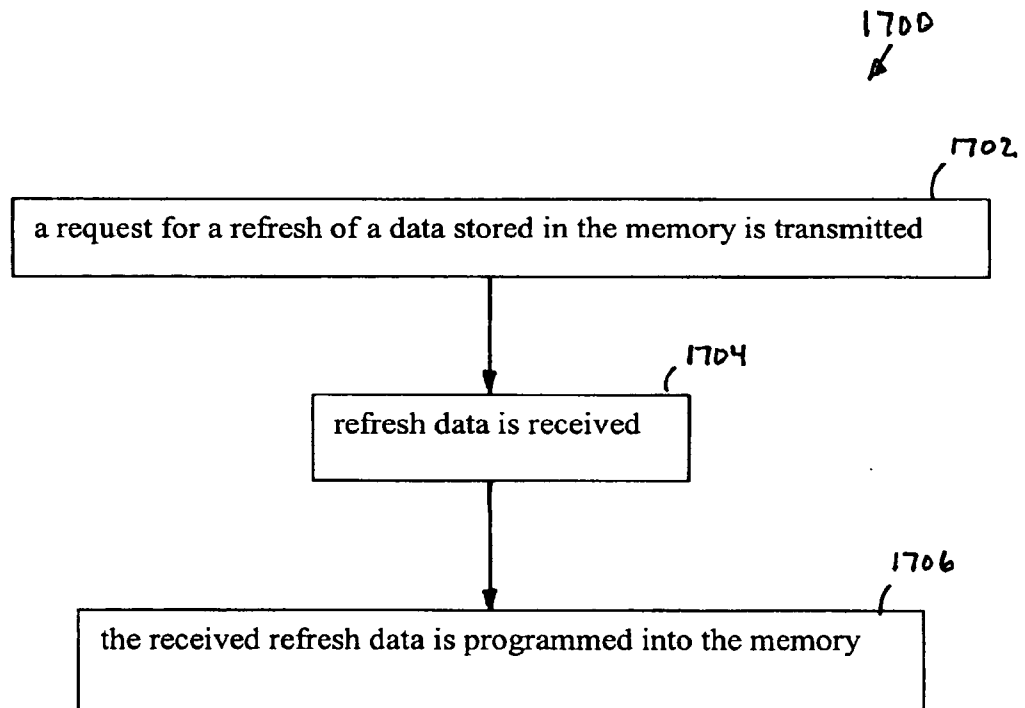 1700
1702
a request for a refresh of a data stored in the memory is transmitted
1704
refresh data is received
1706
the received refresh data is programmed into the memory